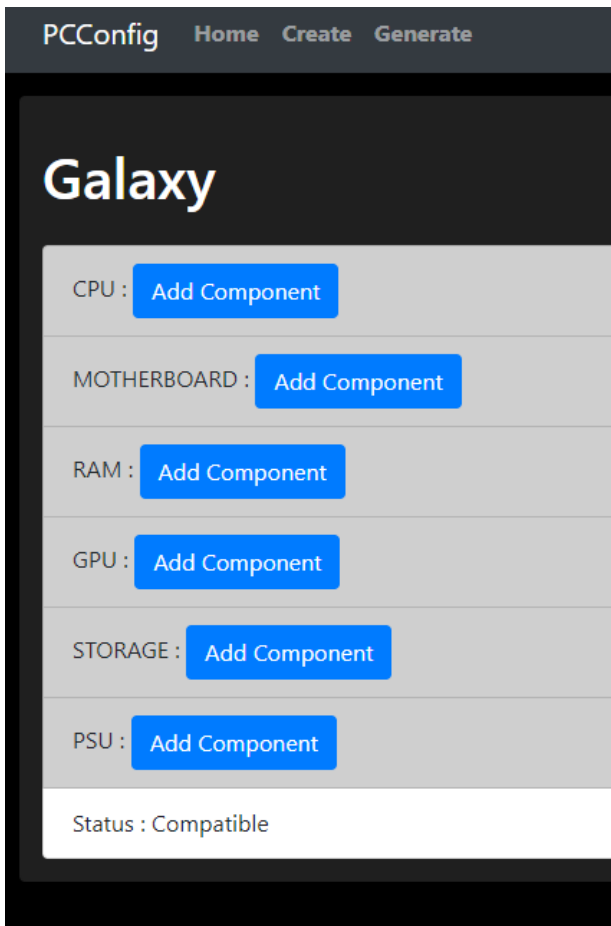 PCConfig Home Create Generate
Galaxy
CPU : Add Component
MOTHERBOARD : Add Component
RAM : Add Component
GPU : Add Component
STORAGE : Add Component
PSU : Add Component
Status : Compatible